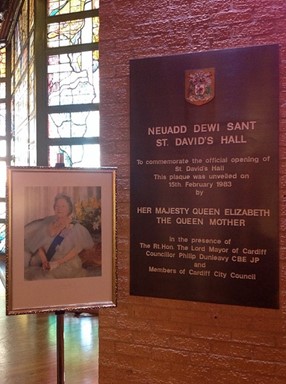 NEUADD DEWI SANT
ST. DAVID'S HALL
To commemorate the official opening of
St David's Hall
This plaque was unveiled on
15th February 1983
by
HER MAJESTY QUEEN ELIZABETH
THE QUEEN MOTHER
in the presence of
The Rt.Hon. The Lord Mayor of Cardiff
Councillor Philip Dunleavy CBE JP
and
Members of Cardiff City Council